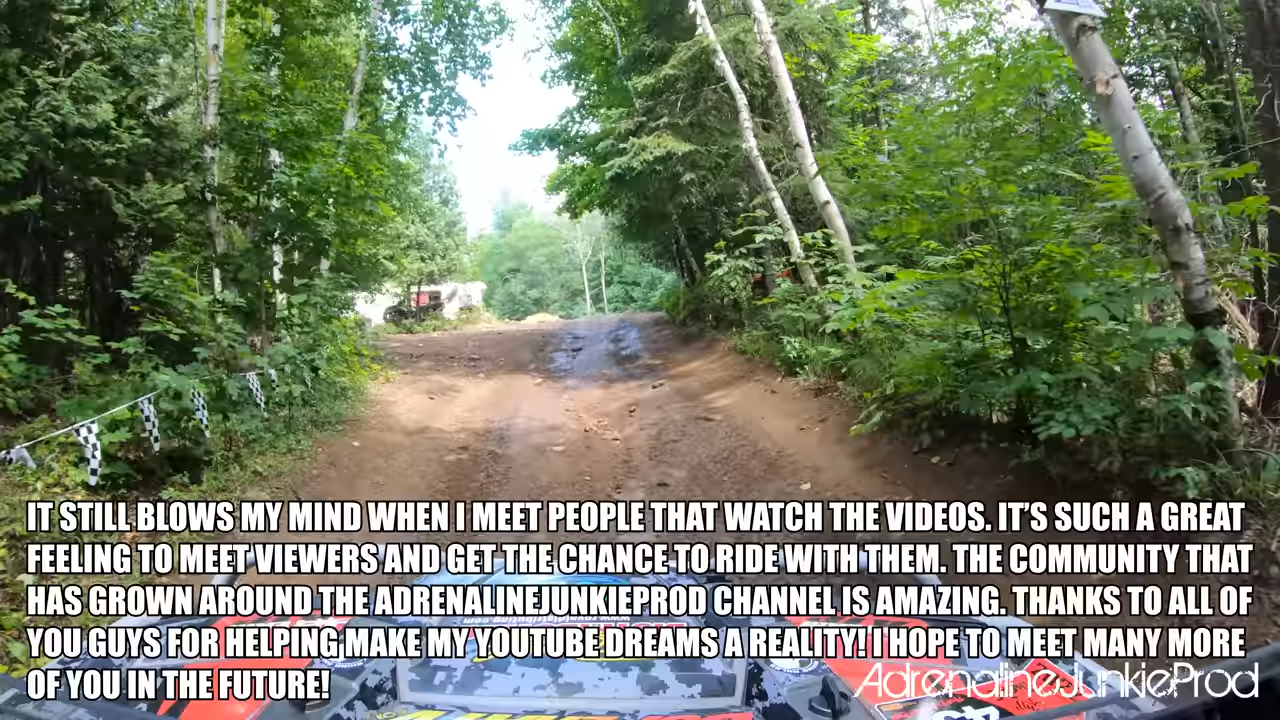 IT STILL BLOWS MY MIND WHEN I MEET PEOPLE THAT WATCH THE VIDEOS. IT'S SUCH A GREAT
FEELING TO MEET VIEWERS AND GET THE CHANCE TO RIDE WITH THEM. THE COMMUNITY THAT
HAS GROWN AROUND THE ADRENALINEJUNKIEPROD CHANNEL IS AMAZING. THANKS TO ALL OF
YOU GUYS FOR HELPING MAKE MY YOUTUBE DREAMS A REALITY! I HOPE TO MEET MANY MORE
OF YOU IN THE FUTURE!
AdrenalineJunkieProd